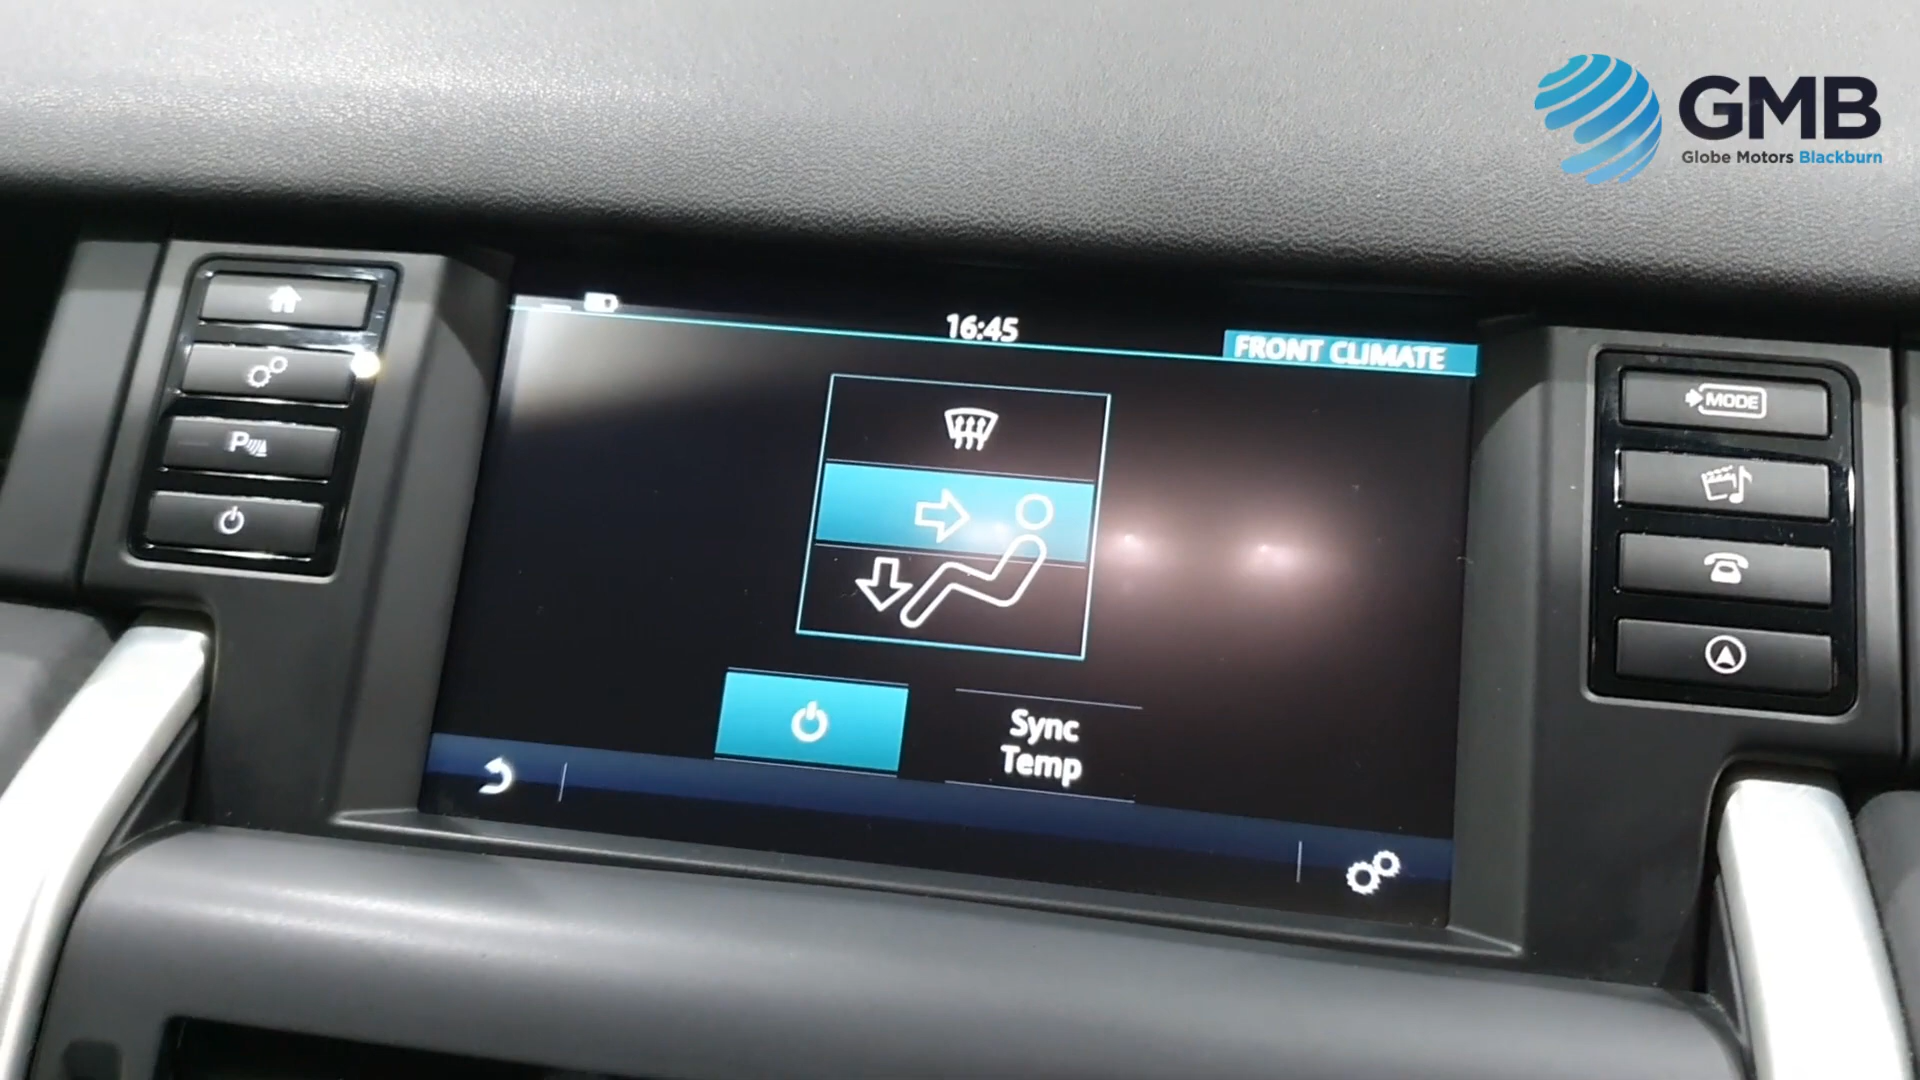 GMB
Globe Motors Blackburn
16:45
FRONT CLIMATE
MODE
P
Sync
Temp